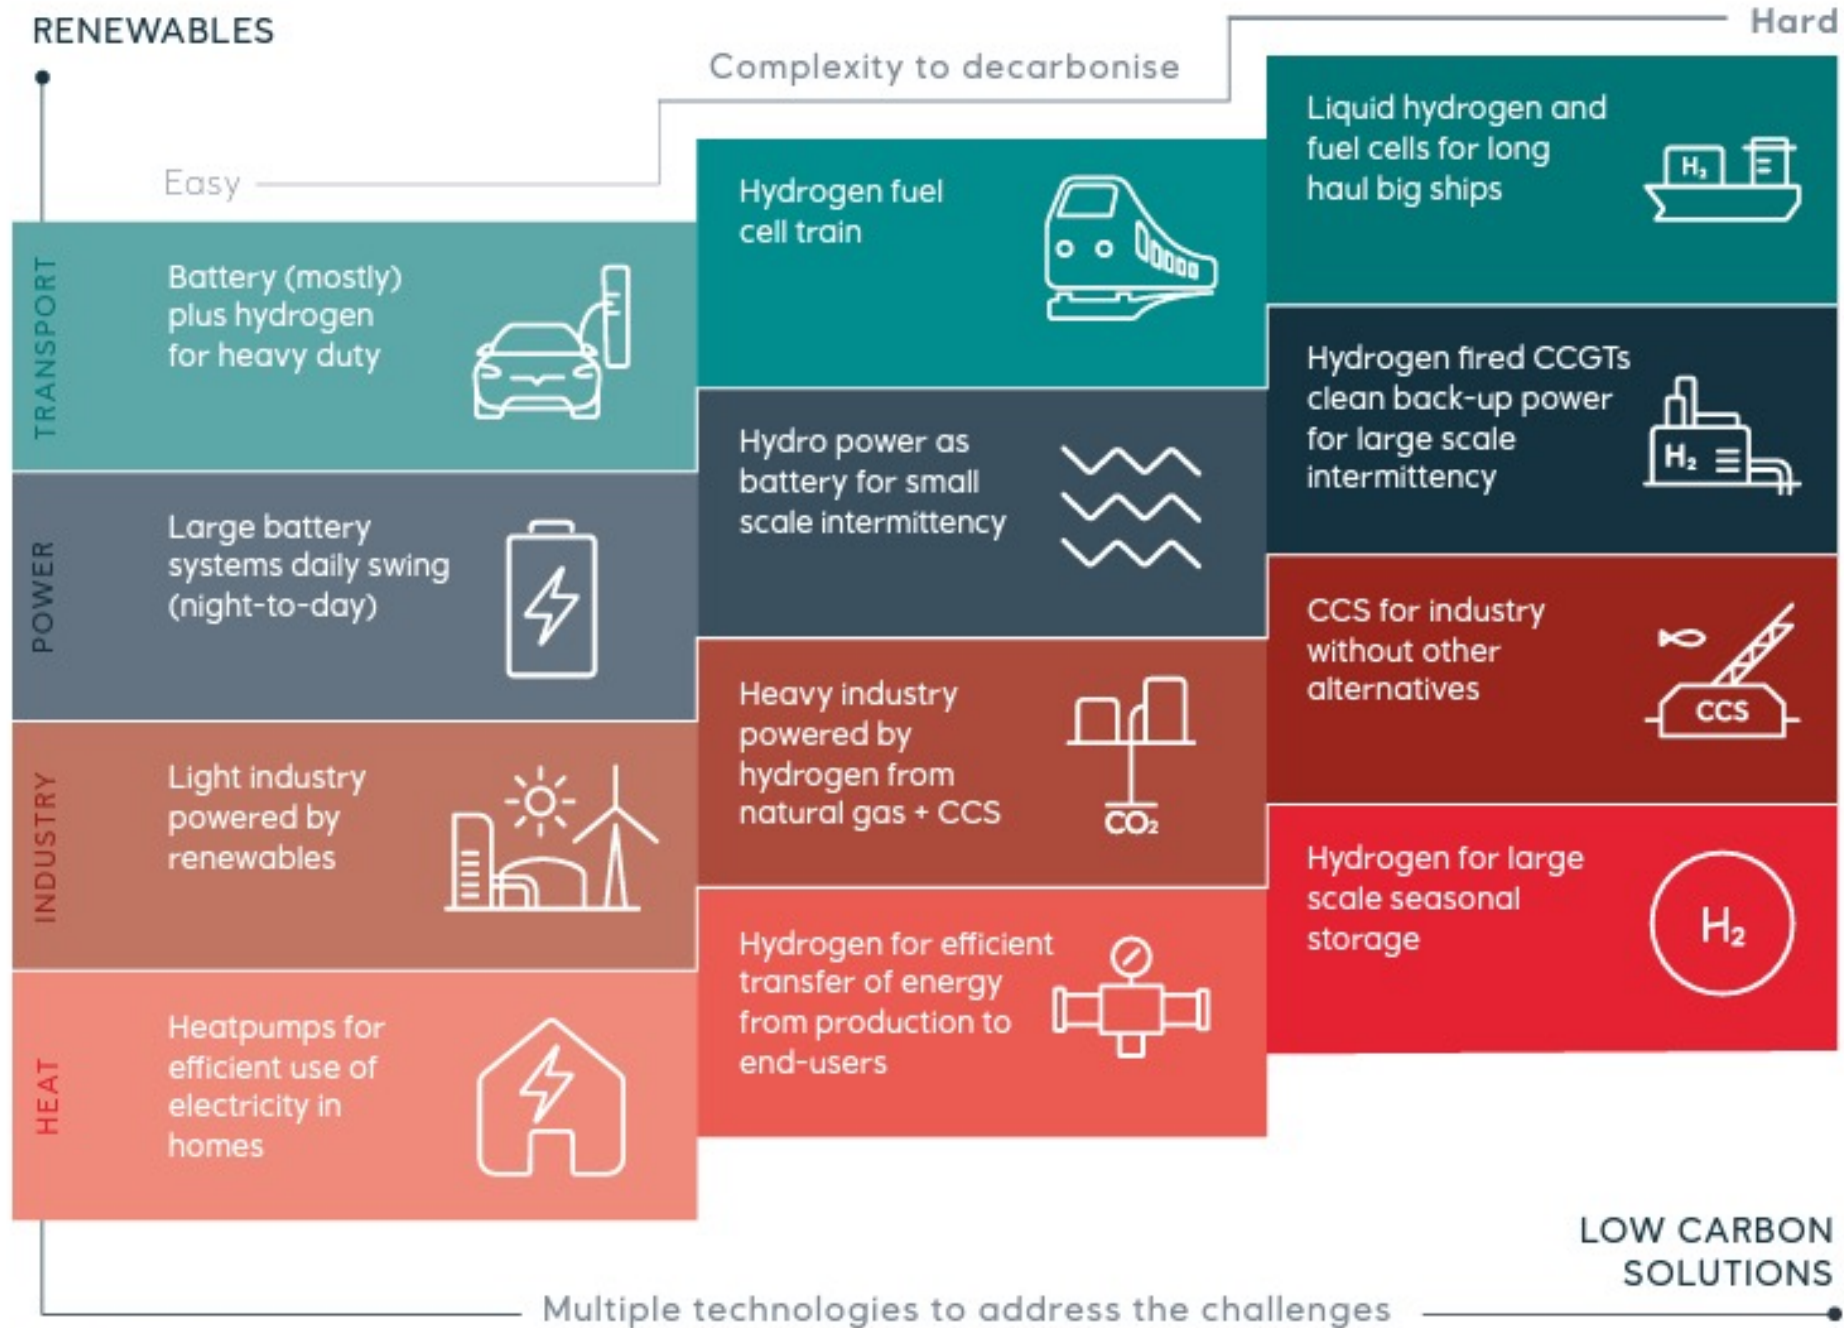 RENEWABLES
Hard
Complexity to decarbonise
Easy
TRANSPORT
Battery (mostly)
plus hydrogen
for heavy duty
Hydrogen fuel
cell train
Liquid hydrogen and
fuel cells for long
haul big ships
H₂
POWER
Large battery
systems daily swing
(night-to-day)
Hydro power as
battery for small
scale intermittency
Hydrogen fired CCGTs
clean back-up power
for large scale
intermittency
H₂
INDUSTRY
Light industry
powered by
renewables
Heavy industry
powered by
hydrogen from
natural gas + CCS
CO₂
CCS for industry
without other
alternatives
CCS
HEAT
Heatpumps for
efficient use of
electricity in
homes
Hydrogen for efficient
transfer of energy
from production to
end-users
Hydrogen for large
scale seasonal
storage
H₂
LOW CARBON
SOLUTIONS
Multiple technologies to address the challenges